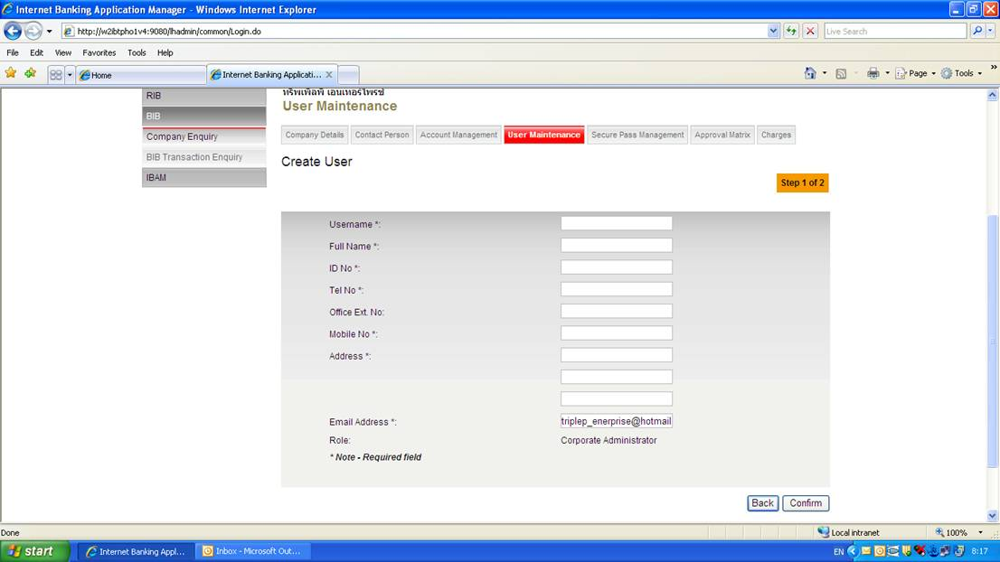 Internet Banking Application Manager - Windows Internet Explorer
http://w2ibtpho1v4:9080/lhadmin/common/Login.do
Live Search
File Edit View Favorites Tools Help
Home
Internet Banking Applicati...
Page Tools
RIB
BIB
Company Enquiry
BIB Transaction Enquiry
IBAM
ทริพเพิลพี เอ็นเทอร์ไพรซ์
User Maintenance
Company Details Contact Person Account Management User Maintenance Secure Pass Management Approval Matrix Charges
Create User
Step 1 of 2
Username *:
Full Name *:
ID No *:
Tel No *:
Office Ext. No:
Mobile No *:
Address *:
Email Address *: triplep_enerprise@hotmail
Role: Corporate Administrator
* Note - Required field
Back Confirm
Done Local intranet 100%
start Internet Banking Appl... Inbox - Microsoft Out... EN 8:17